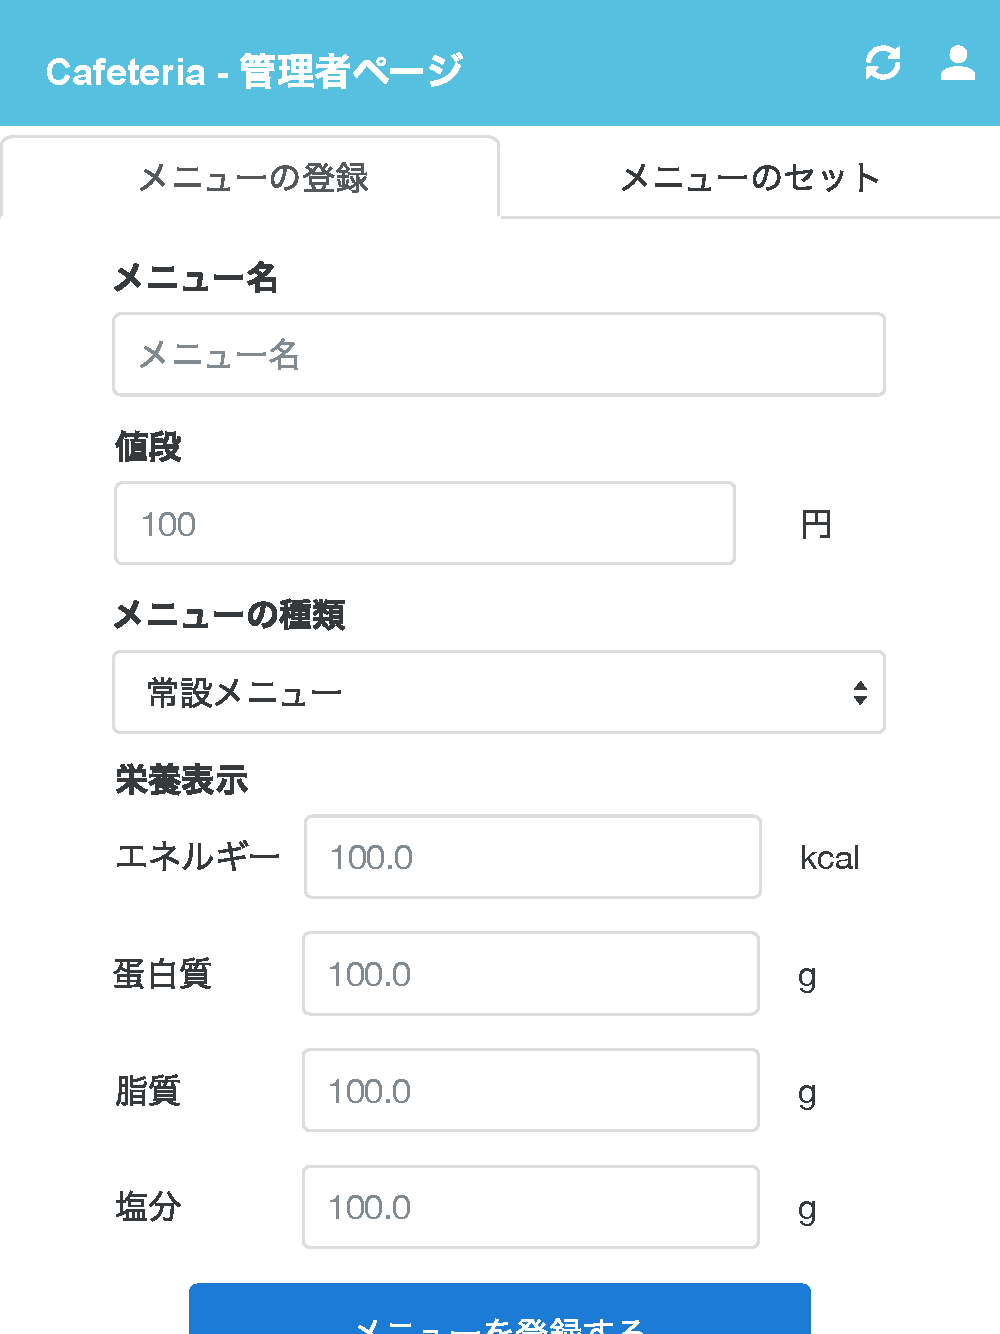 Cafeteria - 管理者ページ
メニューの登録
メニューのセット
メニュー名
メニュー名
値段
100 円
メニューの種類
常設メニュー
栄養表示
エネルギー 100.0 kcal
蛋白質 100.0 g
脂質 100.0 g
塩分 100.0 g
メニューを登録する